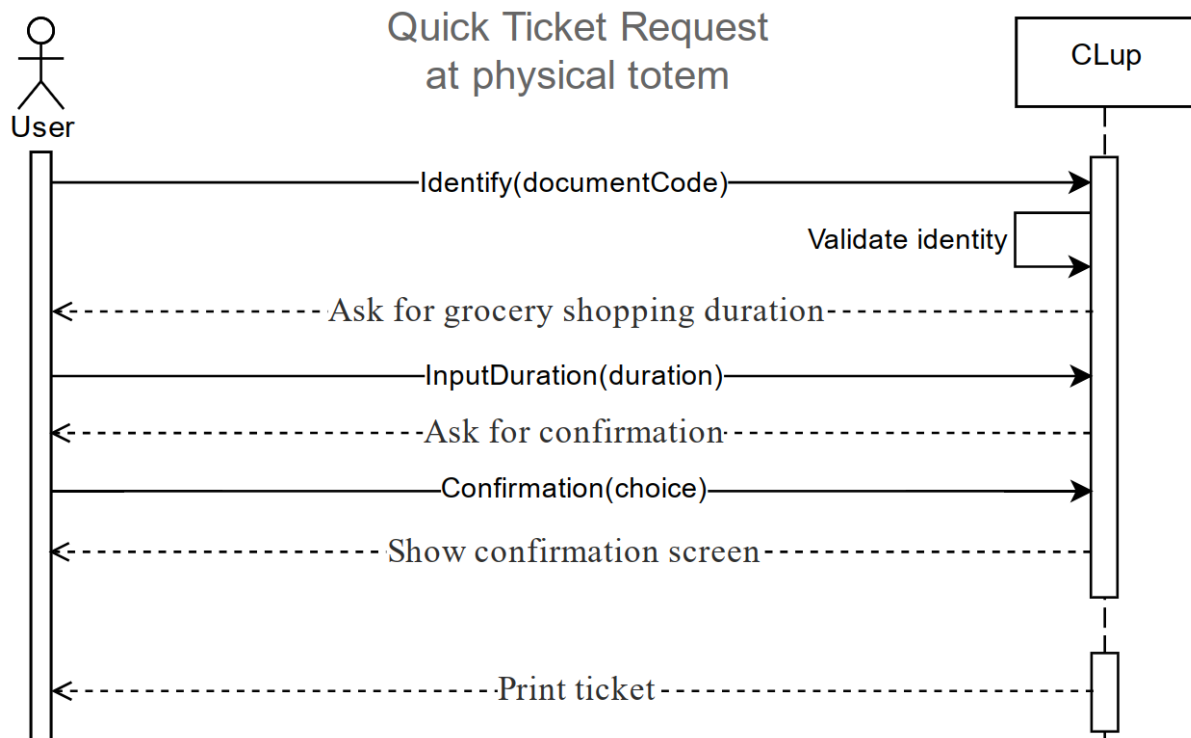 Quick Ticket Request
at physical totem
CLup
User
Identify(documentCode)
Validate identity
Ask for grocery shopping duration
InputDuration(duration)
Ask for confirmation
Confirmation(choice)
Show confirmation screen
Print ticket